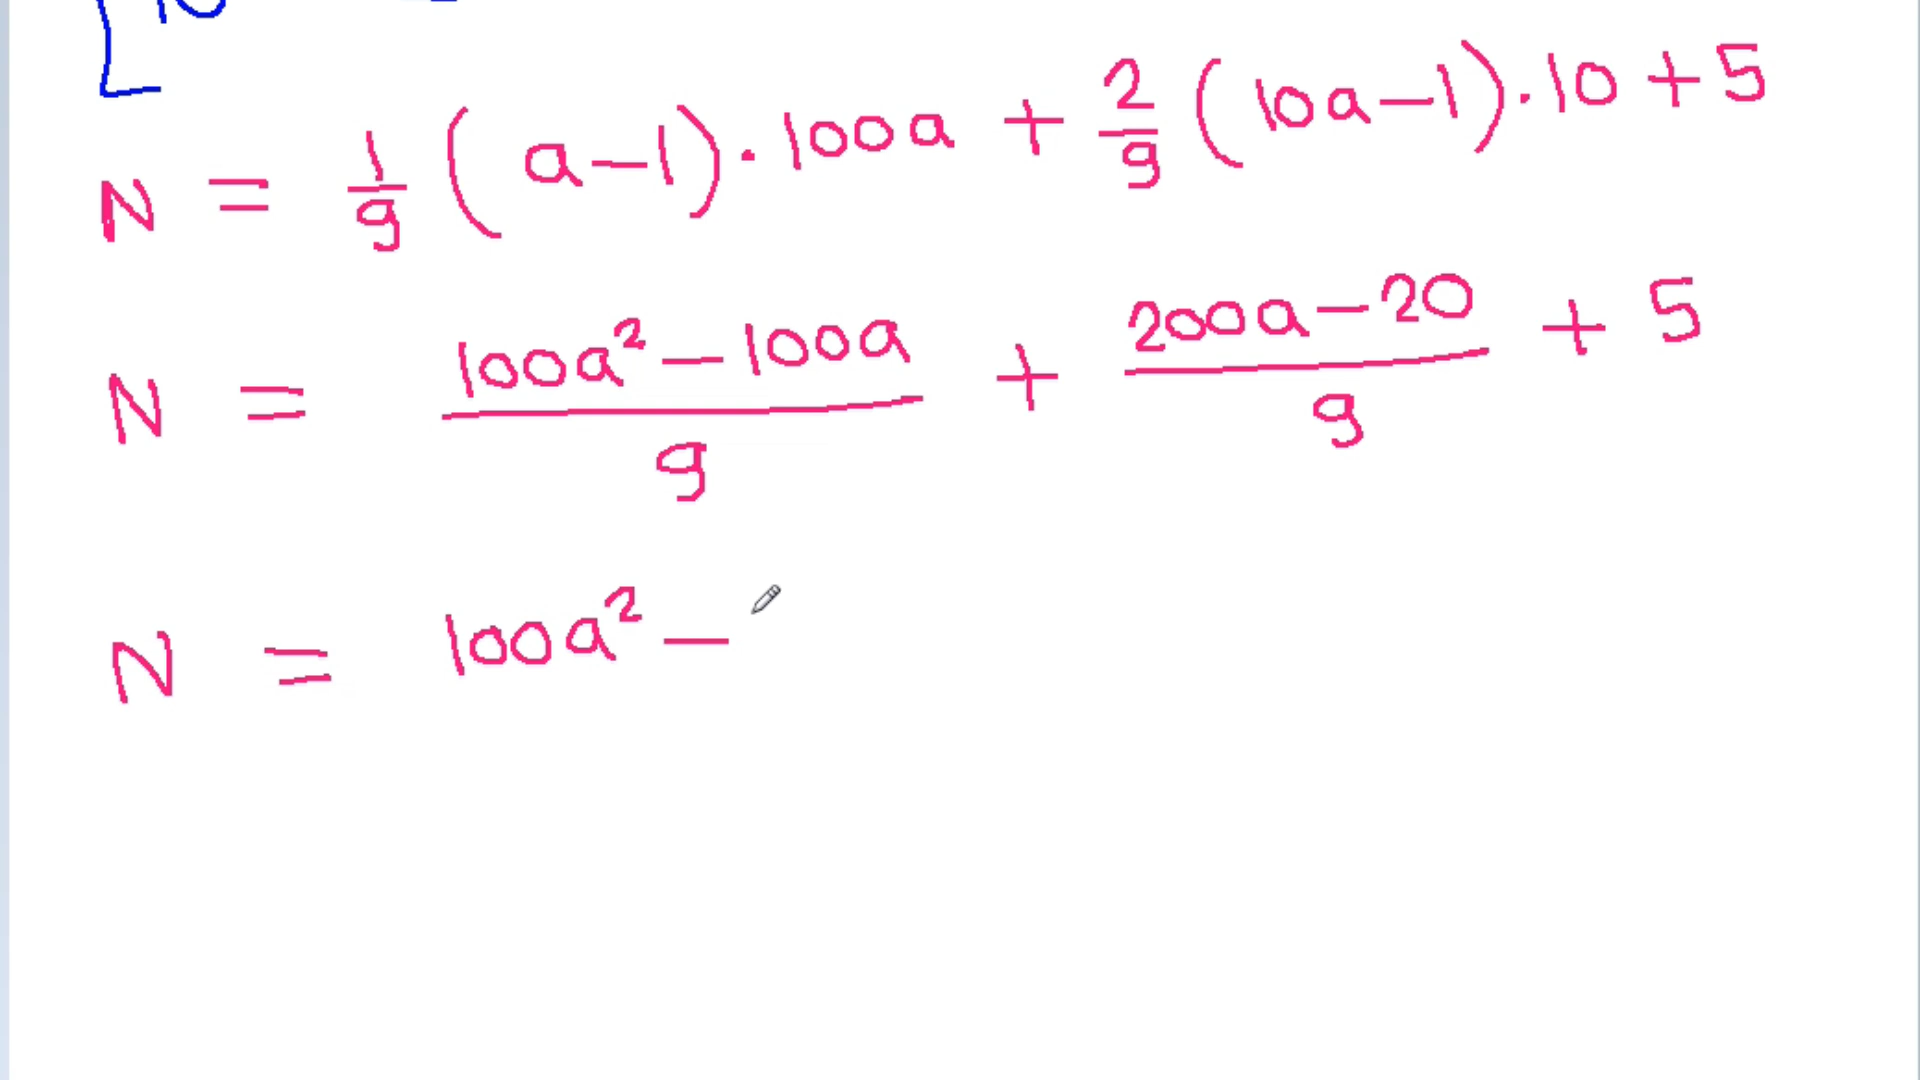 N = 1/9 (a-1)·100a + 2/9 (10a-1)·10+5
N = (100a²-100a)/9 + (200a-20)/9 + 5
N = 100a² -